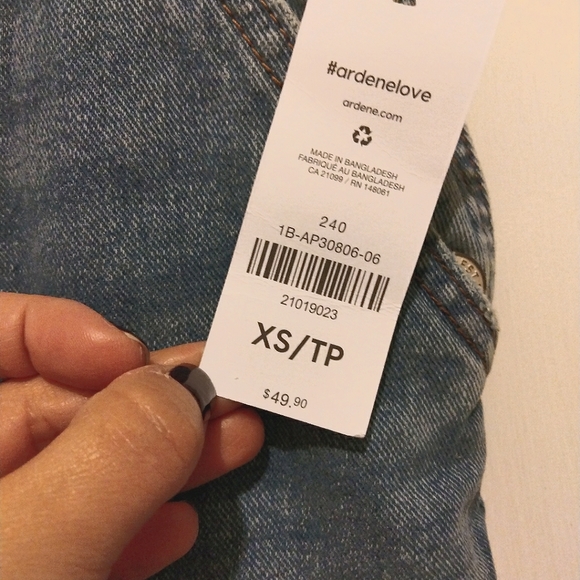 #ardenelove
ardene.com
MADE IN BANGLADESH
FABRIQUÉ AU BANGLADESH
CA 21099 / RN 148061
240
1B-AP30806-06
21019023
XS/TP
$49.90